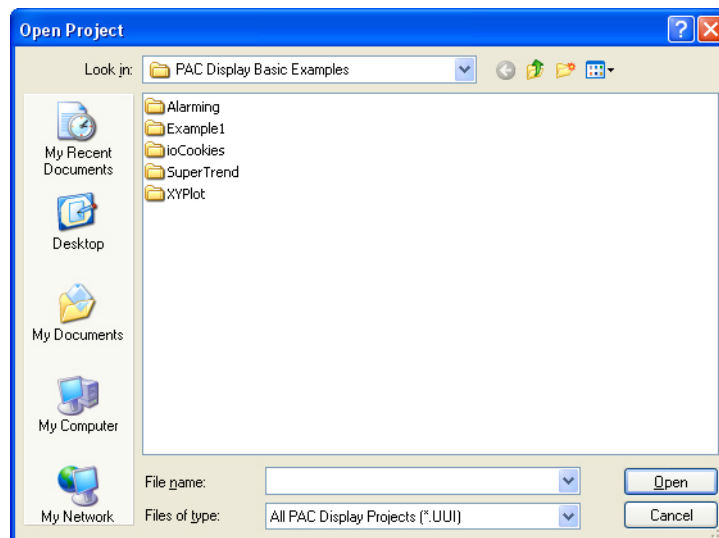 Open Project
Look in: PAC Display Basic Examples
Alarming
Example1
ioCookies
SuperTrend
XYPlot
My Recent
Documents
Desktop
My Documents
My Computer
My Network
File name: Open
Files of type: All PAC Display Projects (*.UUI) Cancel